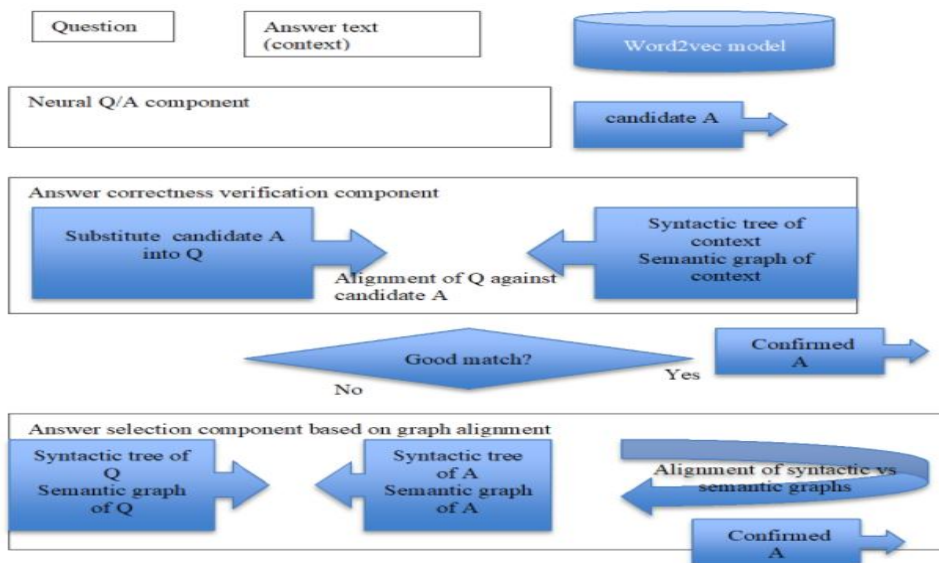 Question
Answer text
(context)
Word2vec model
Neural Q/A component
candidate A
Answer correctness verification component
Substitute candidate A
into Q
Alignment of Q against
candidate A
Syntactic tree of
context
Semantic graph of
context
Good match?
No
Yes
Confirmed
A
Answer selection component based on graph alignment
Syntactic tree of
Q
Semantic graph
of Q
Syntactic tree
of A
Semantic graph
of A
Alignment of syntactic vs
semantic graphs
Confirmed
A